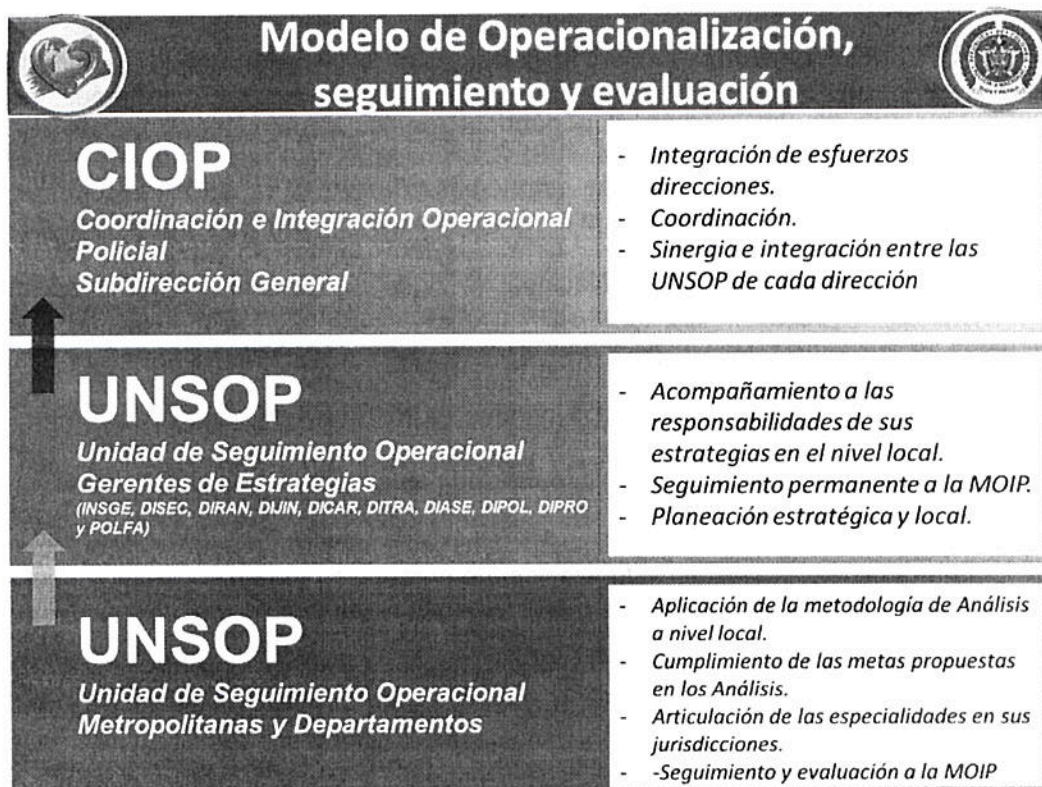 Modelo de Operacionalización,
seguimiento y evaluación
CIOP
Coordinación e Integración Operacional
Policial
Subdirección General
- Integración de esfuerzos
direcciones.
- Coordinación.
- Sinergia e integración entre las
UNSOP de cada dirección
UNSOP
Unidad de Seguimiento Operacional
Gerentes de Estrategias
(INSGE, DISEC, DIRAN, DIJIN, DICAR, DITRA, DIASE, DIPOL, DIPRO
y POLFA)
- Acompañamiento a las
responsabilidades de sus
estrategias en el nivel local.
- Seguimiento permanente a la MOIP.
- Planeación estratégica y local.
UNSOP
Unidad de Seguimiento Operacional
Metropolitanas y Departamentos
- Aplicación de la metodología de Análisis
a nivel local.
- Cumplimiento de las metas propuestas
en los Análisis.
- Articulación de las especialidades en sus
jurisdicciones.
- -Seguimiento y evaluación a la MOIP